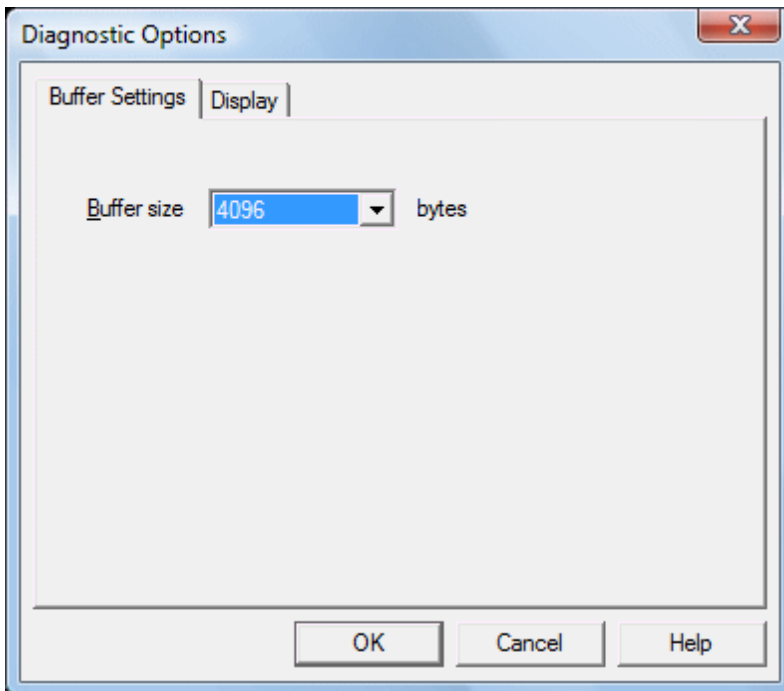 Diagnostic Options
Buffer Settings Display
Buffer size 4096 bytes
OK Cancel Help